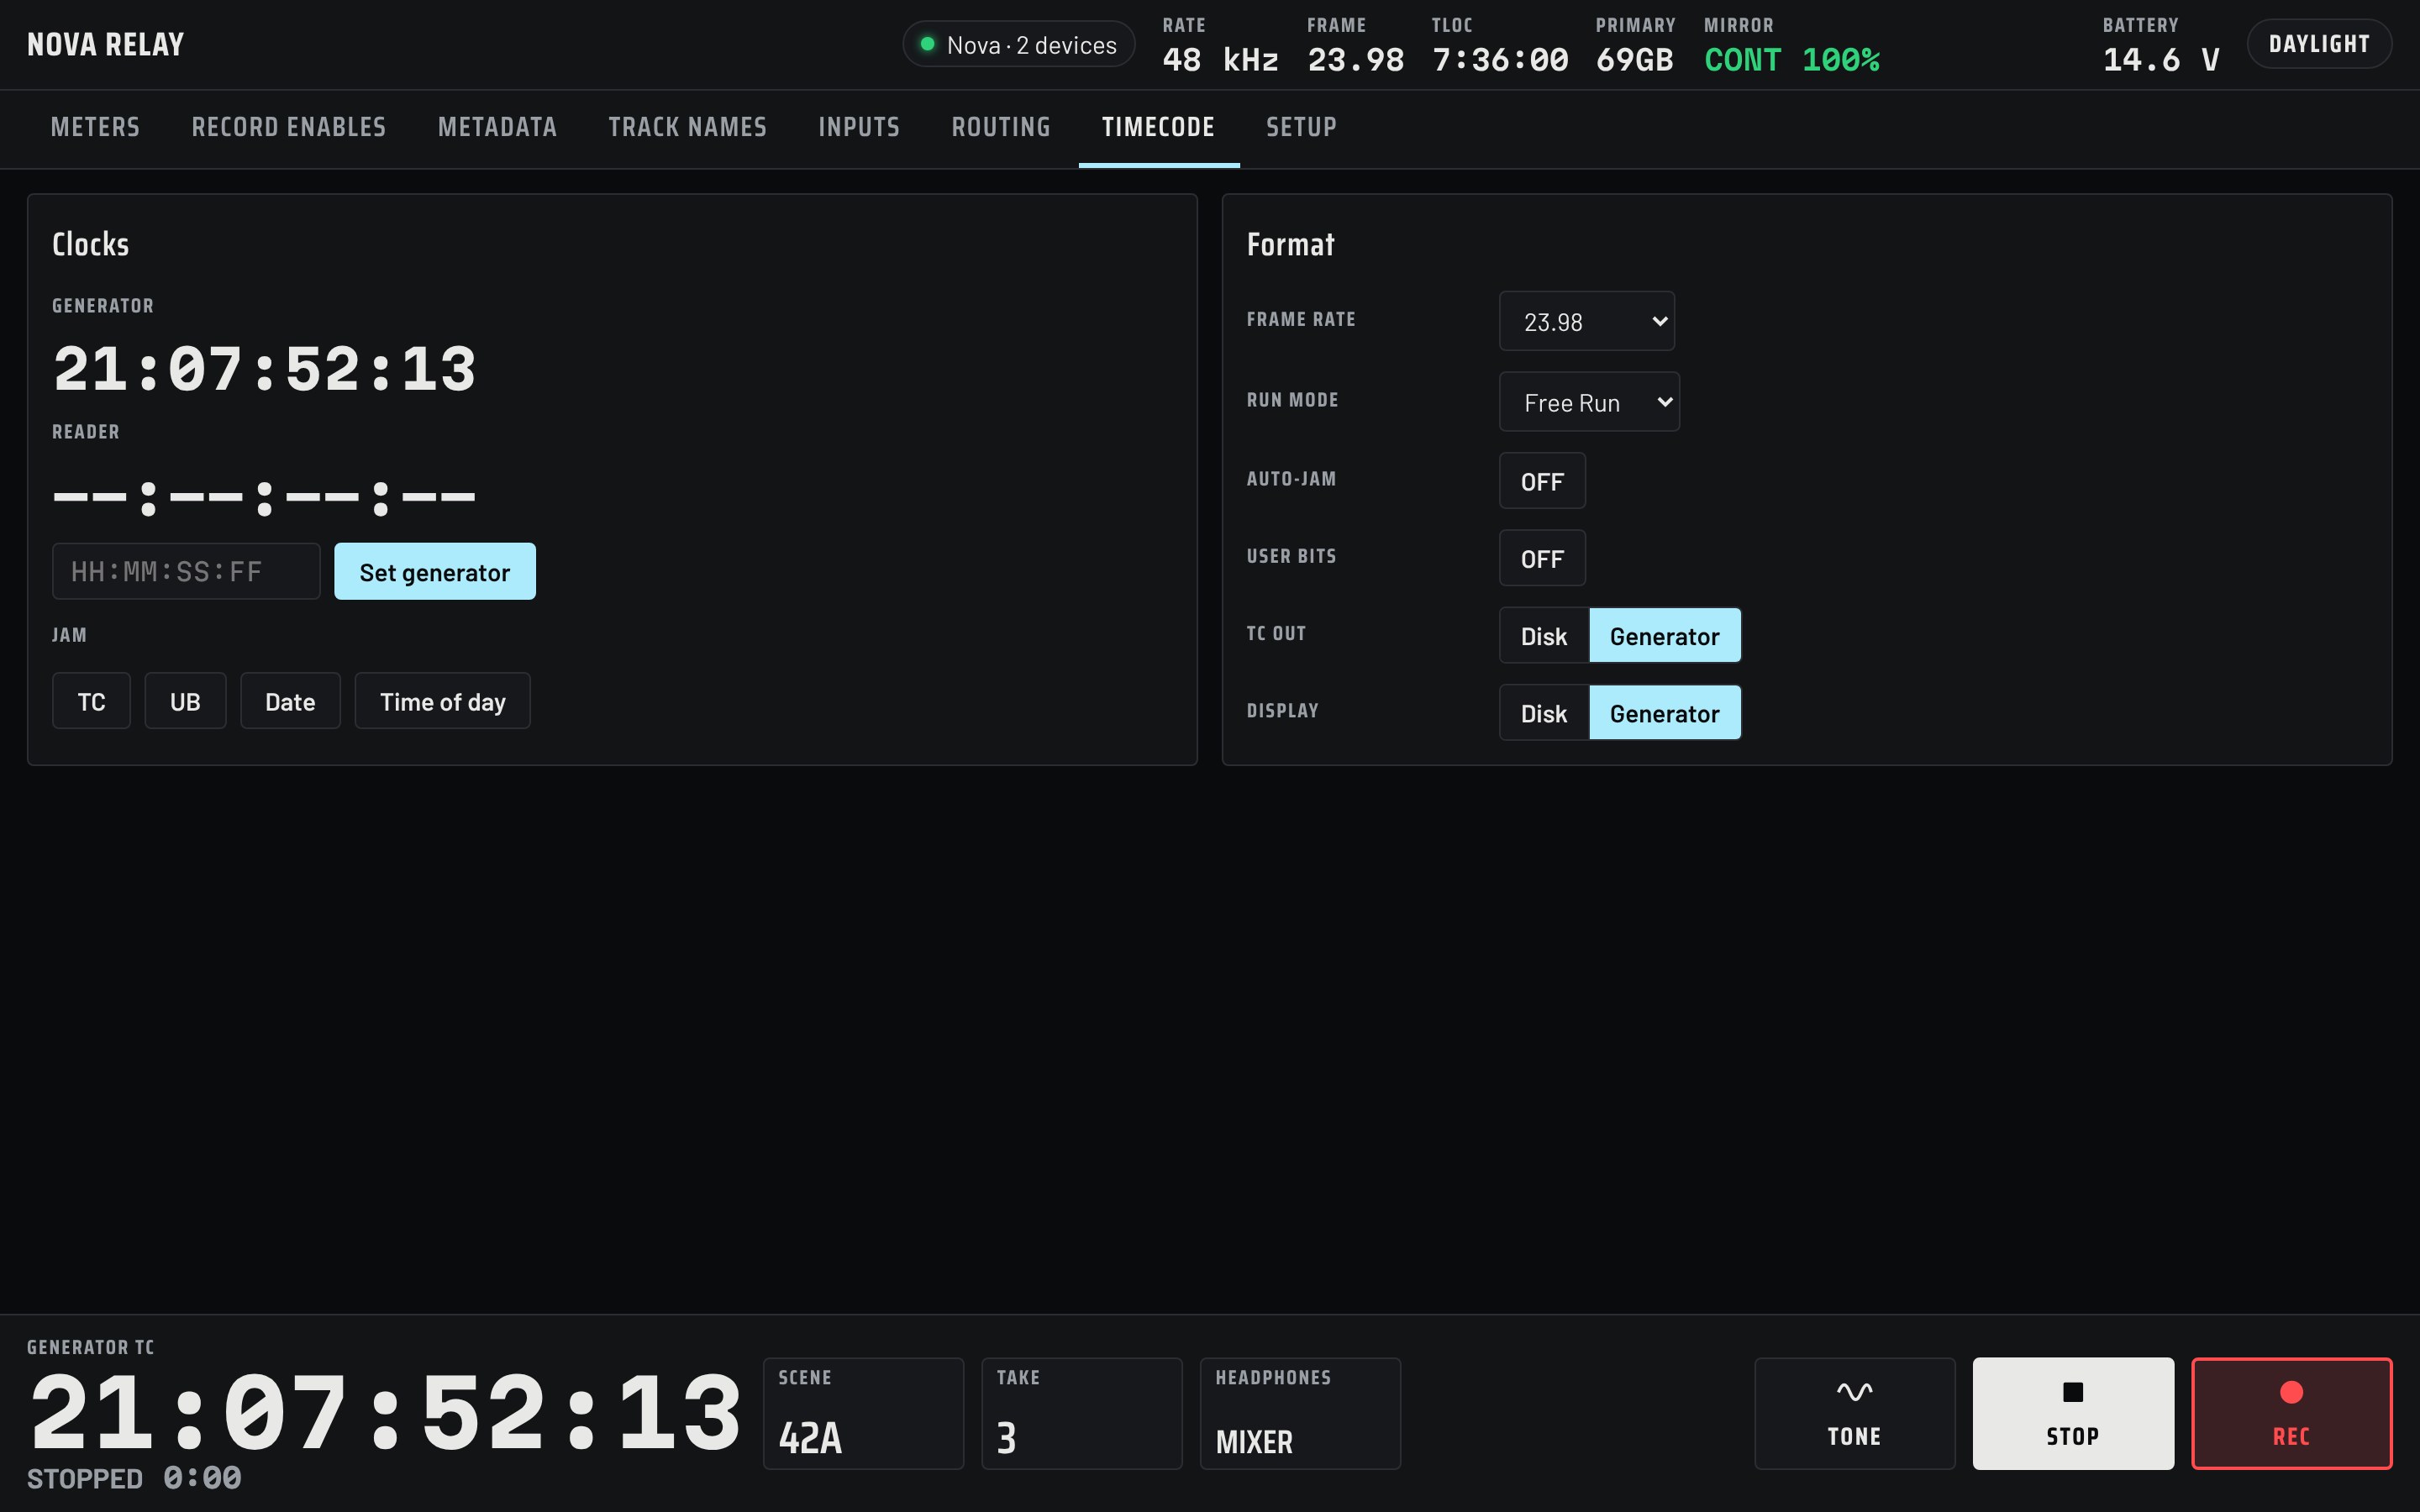 NOVA RELAY
Nova · 2 devices
RATE
48 kHz
FRAME
23.98
TLOC
7:36:00
PRIMARY
69GB
MIRROR
CONT 100%
BATTERY
14.6 V
DAYLIGHT
METERS
RECORD ENABLES
METADATA
TRACK NAMES
INPUTS
ROUTING
TIMECODE
SETUP
Clocks
GENERATOR
21:07:52:13
READER
––:––:––:––
HH:MM:SS:FF
Set generator
JAM
TC
UB
Date
Time of day
Format
FRAME RATE
23.98
RUN MODE
Free Run
AUTO-JAM
OFF
USER BITS
OFF
TC OUT
Disk
Generator
DISPLAY
Disk
Generator
GENERATOR TC
21:07:52:13
STOPPED 0:00
SCENE
42A
TAKE
3
HEADPHONES
MIXER
TONE
STOP
REC